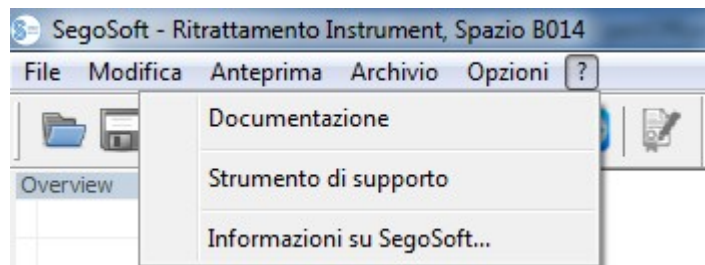 SegoSoft - Ritrattamento Instrument, Spazio B014
File Modifica Anteprima Archivio Opzioni ?
Documentazione
Overview
Strumento di supporto
Informazioni su SegoSoft...